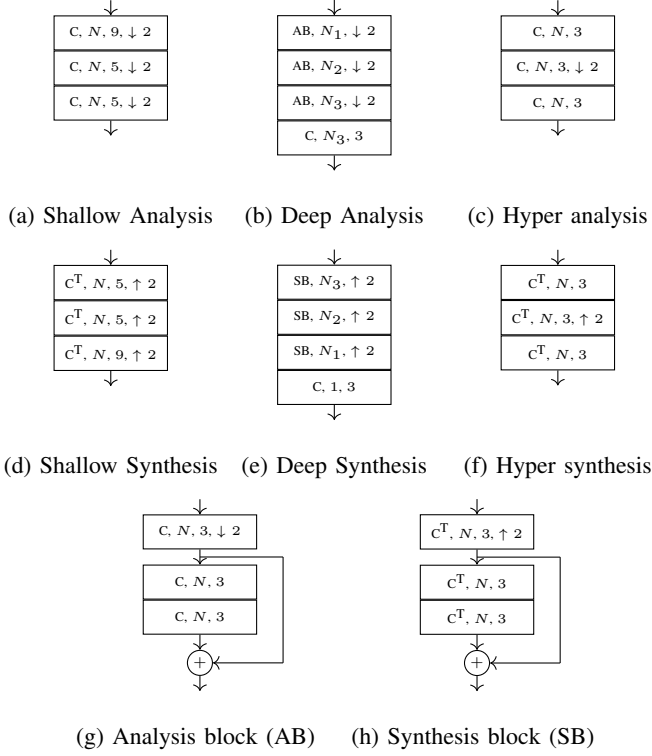 C, N, 9, ↓ 2
C, N, 5, ↓ 2
C, N, 5, ↓ 2
(a) Shallow Analysis
AB, N₁, ↓ 2
AB, N₂, ↓ 2
AB, N₃, ↓ 2
C, N₃, 3
(b) Deep Analysis
C, N, 3
C, N, 3, ↓ 2
C, N, 3
(c) Hyper analysis
Cᵀ, N, 5, ↑ 2
Cᵀ, N, 5, ↑ 2
Cᵀ, N, 9, ↑ 2
(d) Shallow Synthesis
SB, N₃, ↑ 2
SB, N₂, ↑ 2
SB, N₁, ↑ 2
C, 1, 3
(e) Deep Synthesis
Cᵀ, N, 3
Cᵀ, N, 3, ↑ 2
Cᵀ, N, 3
(f) Hyper synthesis
C, N, 3, ↓ 2
C, N, 3
C, N, 3
+
(g) Analysis block (AB)
Cᵀ, N, 3, ↑ 2
Cᵀ, N, 3
Cᵀ, N, 3
+
(h) Synthesis block (SB)